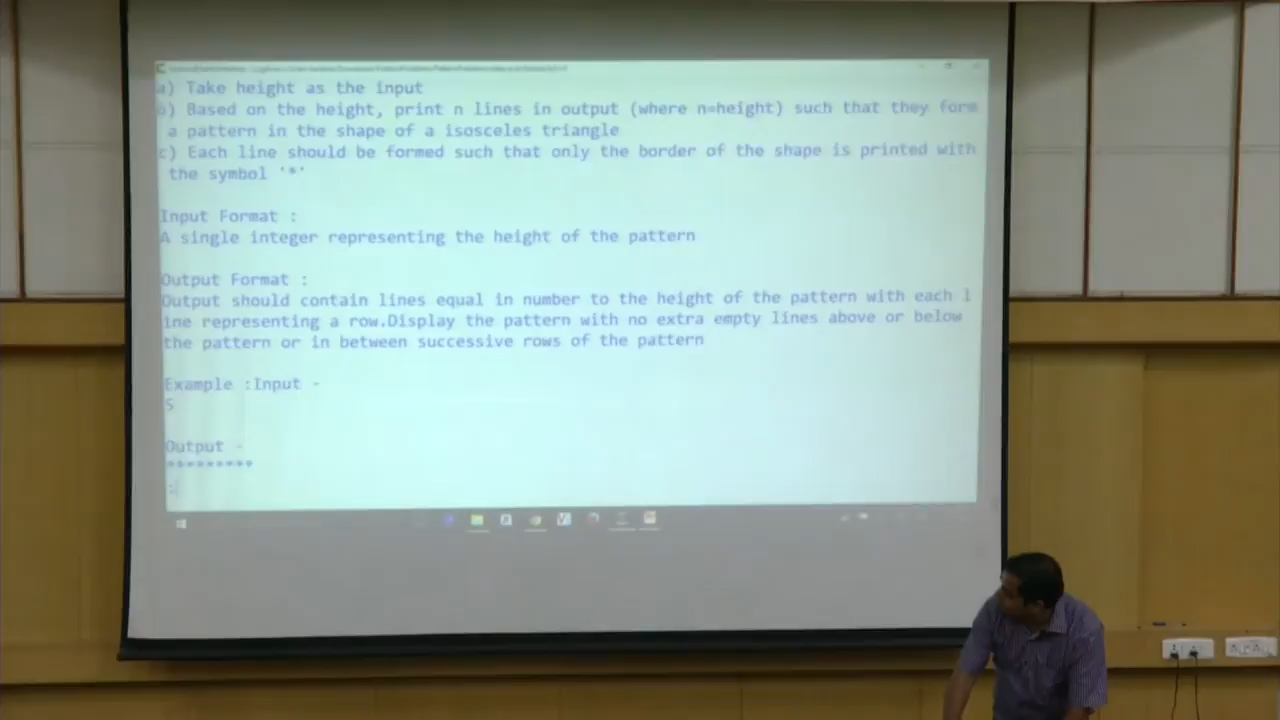 a) Take height as the input
b) Based on the height, print n lines in output (where n=height) such that they form
a pattern in the shape of a isosceles triangle
c) Each line should be formed such that only the border of the shape is printed with
the symbol '*'
Input Format :
A single integer representing the height of the pattern
Output Format :
Output should contain lines equal in number to the height of the pattern with each l
ine representing a row.Display the pattern with no extra empty lines above or below
the pattern or in between successive rows of the pattern
Example :Input -
5
Output -
*********
: